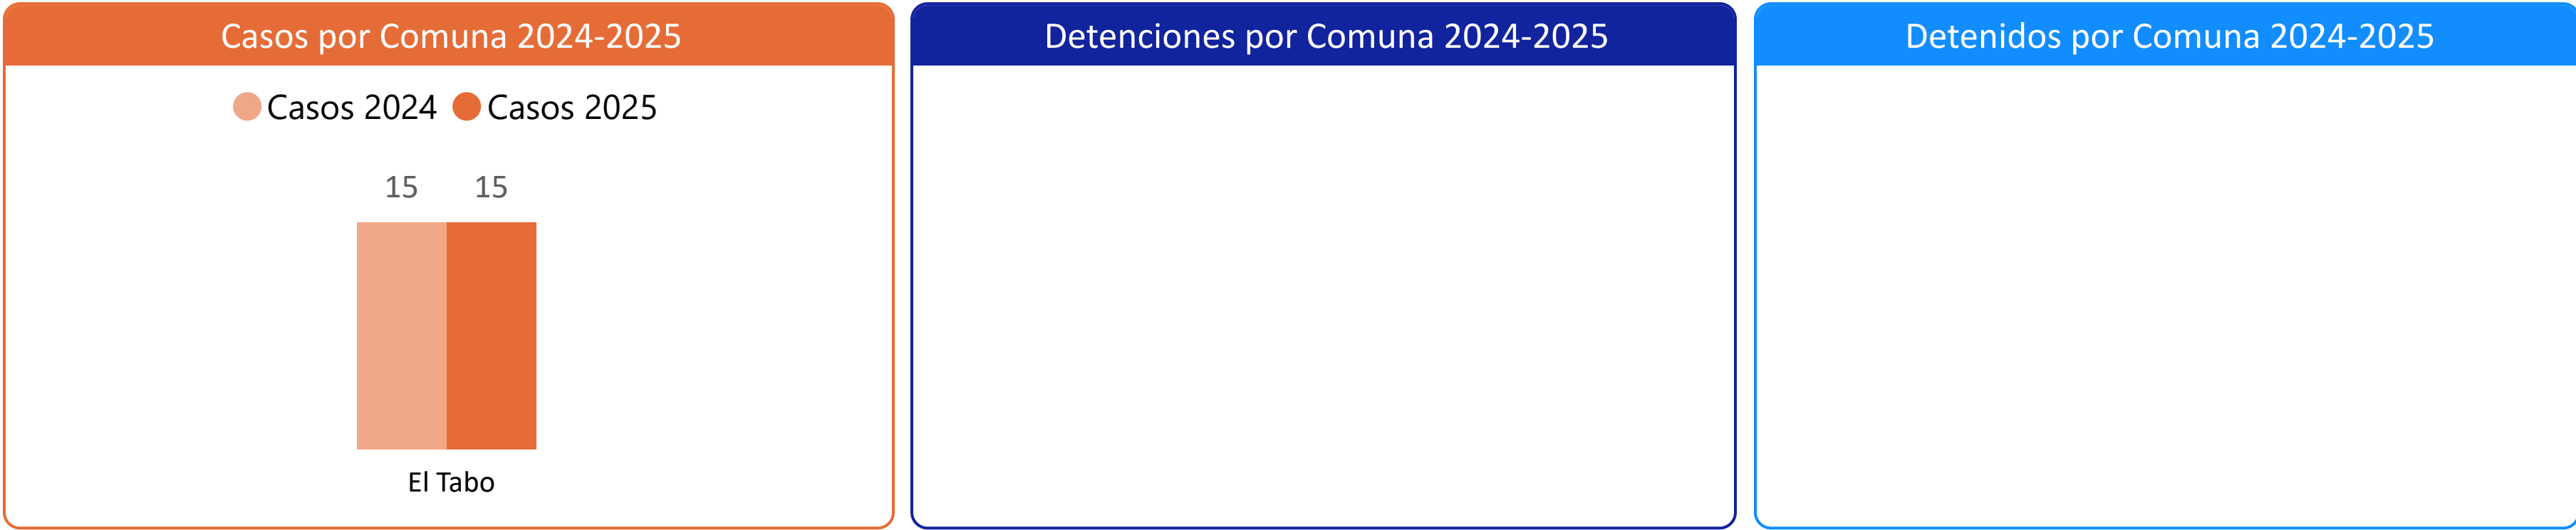 Casos por Comuna 2024-2025
Casos 2024 Casos 2025
15 15
El Tabo
Detenciones por Comuna 2024-2025
Detenidos por Comuna 2024-2025